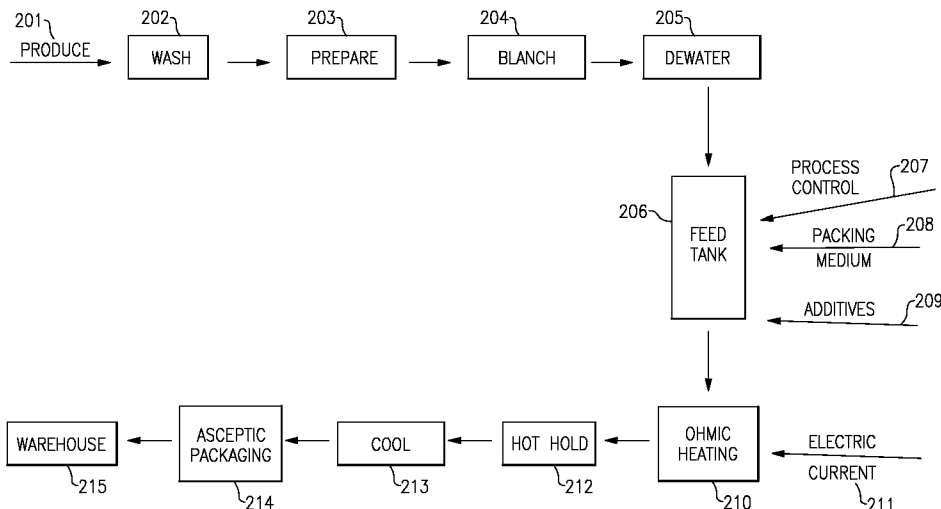 201
PRODUCE
202
WASH
203
PREPARE
204
BLANCH
205
DEWATER
PROCESS
CONTROL
207
206
FEED
TANK
PACKING
MEDIUM
208
ADDITIVES
209
WAREHOUSE
215
ASCEPTIC
PACKAGING
214
COOL
213
HOT HOLD
212
OHMIC
HEATING
210
ELECTRIC
CURRENT
211